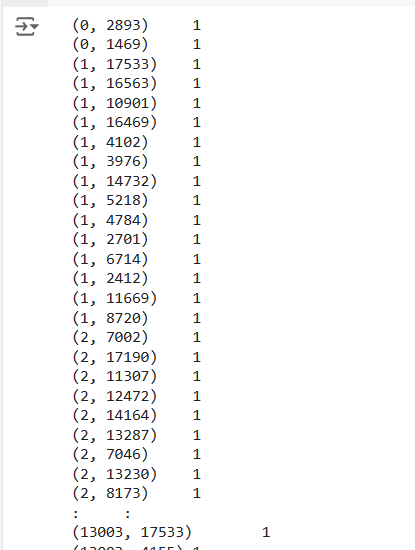 (0, 2893) 1
(0, 1469) 1
(1, 17533) 1
(1, 16563) 1
(1, 10901) 1
(1, 16469) 1
(1, 4102) 1
(1, 3976) 1
(1, 14732) 1
(1, 5218) 1
(1, 4784) 1
(1, 2701) 1
(1, 6714) 1
(1, 2412) 1
(1, 11669) 1
(1, 8720) 1
(2, 7002) 1
(2, 17190) 1
(2, 11307) 1
(2, 12472) 1
(2, 14164) 1
(2, 13287) 1
(2, 7046) 1
(2, 13230) 1
(2, 8173) 1
: :
(13003, 17533) 1
(13003, 4155) 1